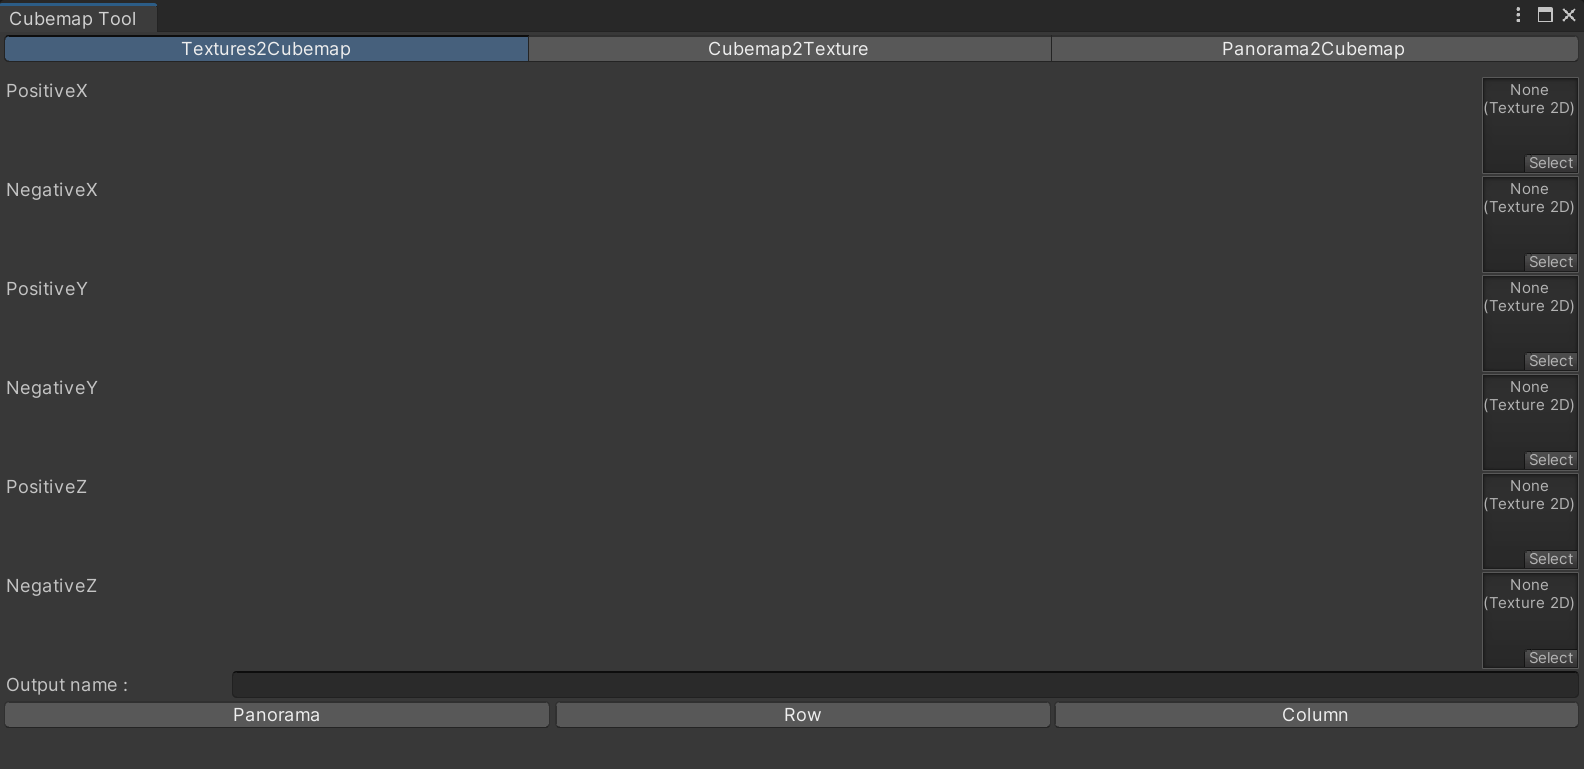 Cubemap Tool
Textures2Cubemap Cubemap2Texture Panorama2Cubemap
PositiveX
None
(Texture 2D)
Select
NegativeX
None
(Texture 2D)
Select
PositiveY
None
(Texture 2D)
Select
NegativeY
None
(Texture 2D)
Select
PositiveZ
None
(Texture 2D)
Select
NegativeZ
None
(Texture 2D)
Select
Output name :
Panorama Row Column